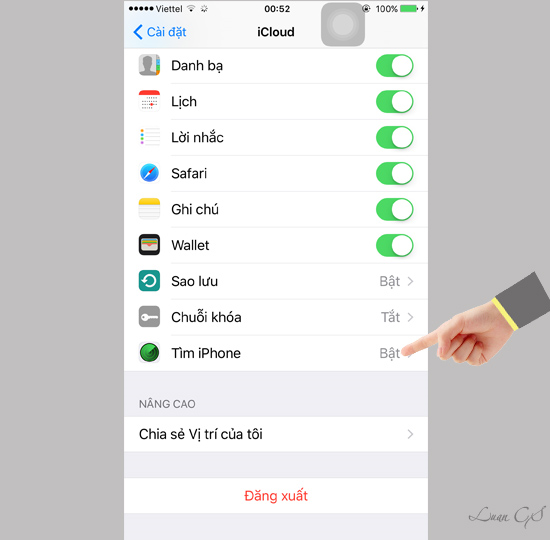 Viettel 00:52 100%
Cài đặt iCloud
Danh bạ
Lịch
Lời nhắc
Safari
Ghi chú
Wallet
Sao lưu Bật
Chuỗi khóa Tắt
Tìm iPhone Bật
NÂNG CAO
Chia sẻ Vị trí của tôi
Đăng xuất
Luan GS